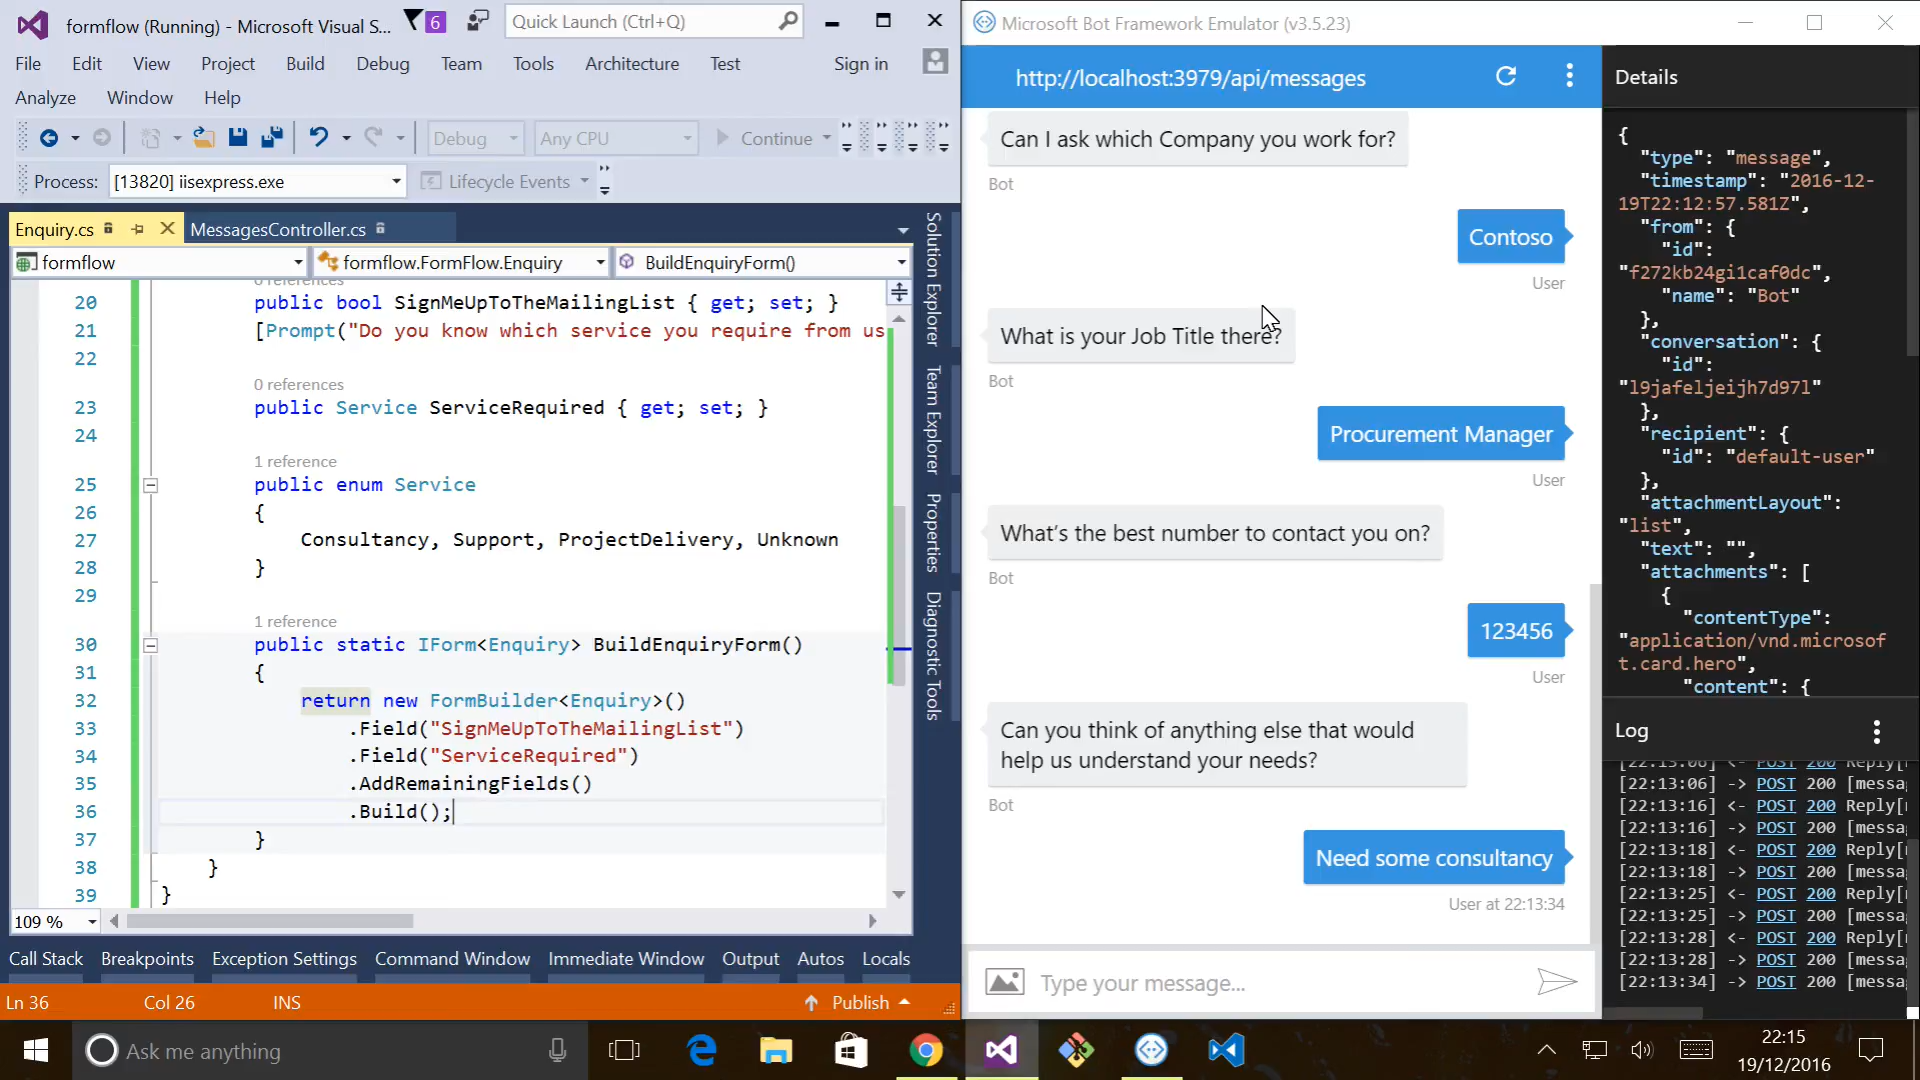 formflow (Running) - Microsoft Visual S...
6
Quick Launch (Ctrl+Q)
File Edit View Project Build Debug Team Tools Architecture Test Sign in
Analyze Window Help
Debug Any CPU Continue
Process: [13820] iisexpress.exe Lifecycle Events
Enquiry.cs MessagesController.cs
formflow formflow.FormFlow.Enquiry BuildEnquiryForm()
0 references
20 public bool SignMeUpToTheMailingList { get; set; }
21 [Prompt("Do you know which service you require from us
22
0 references
23 public Service ServiceRequired { get; set; }
24
1 reference
25 public enum Service
26 {
27 Consultancy, Support, ProjectDelivery, Unknown
28 }
29
1 reference
30 public static IForm<Enquiry> BuildEnquiryForm()
31 {
32 return new FormBuilder<Enquiry>()
33 .Field("SignMeUpToTheMailingList")
34 .Field("ServiceRequired")
35 .AddRemainingFields()
36 .Build();
37 }
38 }
39 }
109 %
Solution Explorer
Team Explorer
Properties
Diagnostic Tools
Call Stack Breakpoints Exception Settings Command Window Immediate Window Output Autos Locals
Ln 36 Col 26 INS Publish
Microsoft Bot Framework Emulator (v3.5.23)
http://localhost:3979/api/messages
Can I ask which Company you work for?
Bot
Contoso
User
What is your Job Title there?
Bot
Procurement Manager
User
What's the best number to contact you on?
Bot
123456
User
Can you think of anything else that would
help us understand your needs?
Bot
Need some consultancy
User at 22:13:34
Type your message...
Details
{
"type": "message",
"timestamp": "2016-12-
19T22:12:57.581Z",
"from": {
"id":
"f272kb24gi1caf0dc",
"name": "Bot"
},
"conversation": {
"id":
"l9jafeljeijh7d97l"
},
"recipient": {
"id": "default-user"
},
"attachmentLayout":
"list",
"text": "",
"attachments": [
{
"contentType":
"application/vnd.microsof
t.card.hero",
"content": {
Log
[22:13:06] <- POST 200 Reply[
[22:13:06] -> POST 200 [messa
[22:13:16] <- POST 200 Reply[
[22:13:16] -> POST 200 [messa
[22:13:18] <- POST 200 Reply[
[22:13:18] -> POST 200 [messa
[22:13:25] <- POST 200 Reply[
[22:13:25] -> POST 200 [messa
[22:13:28] <- POST 200 Reply[
[22:13:28] -> POST 200 [messa
[22:13:34] -> POST 200 [messa
Ask me anything
22:15
19/12/2016